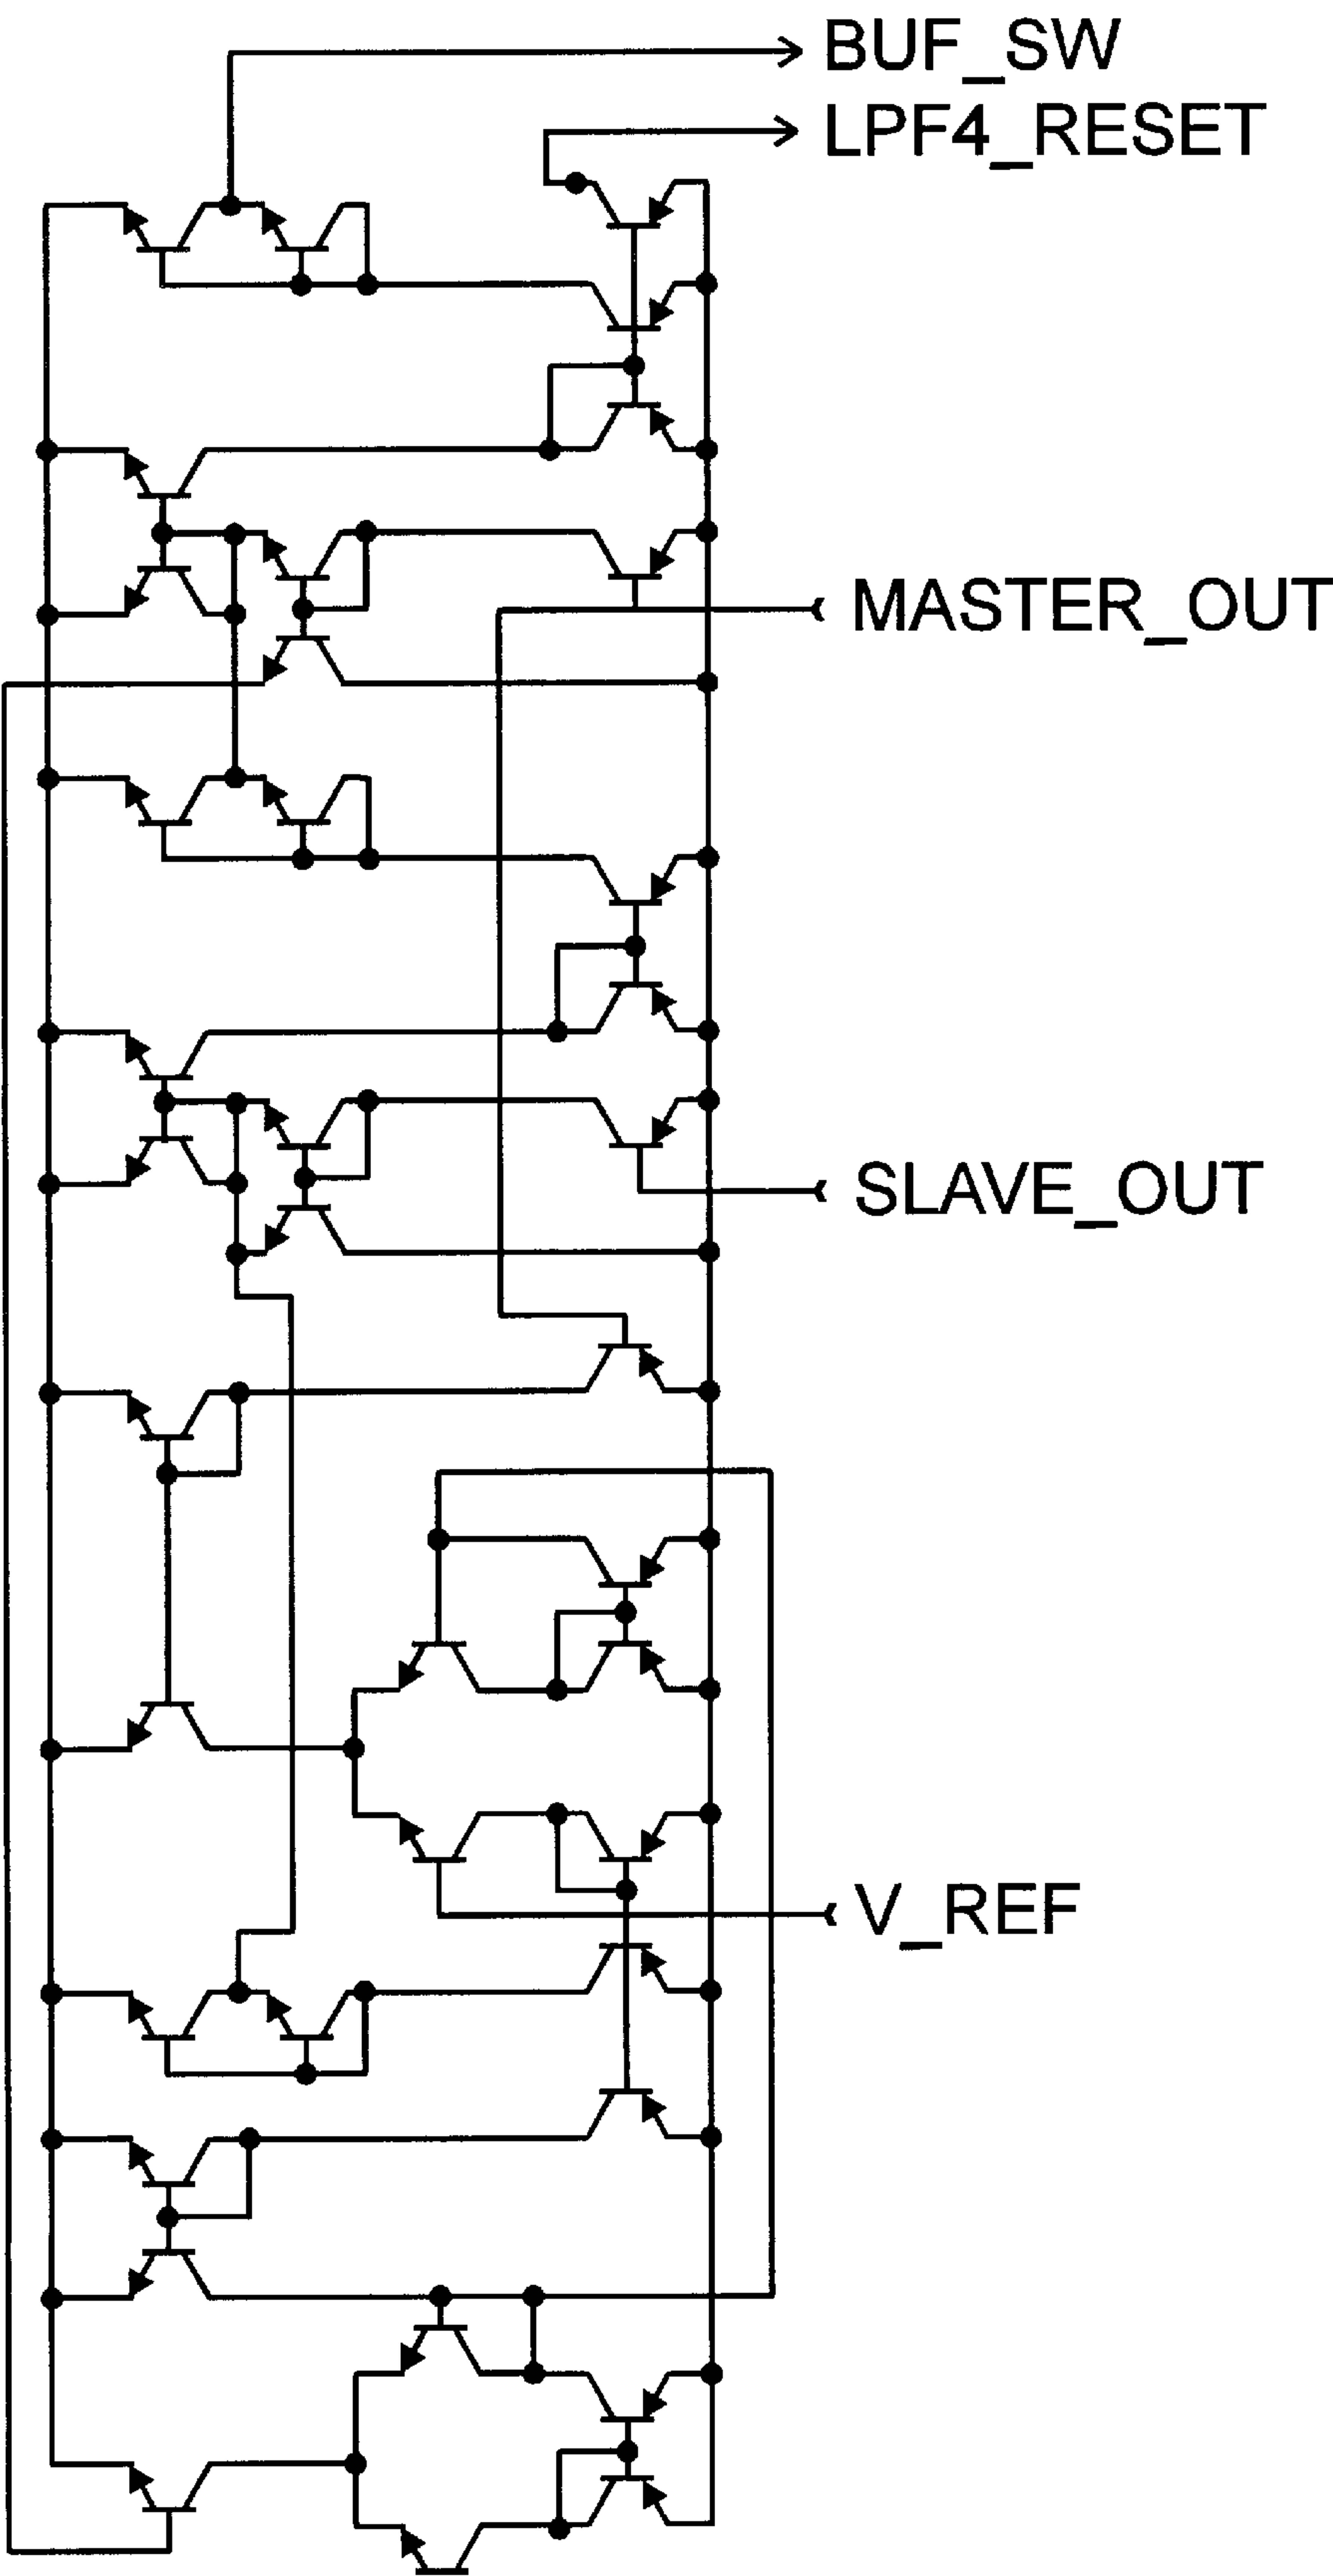 BUF_SW
LPF4_RESET
MASTER_OUT
SLAVE_OUT
V_REF